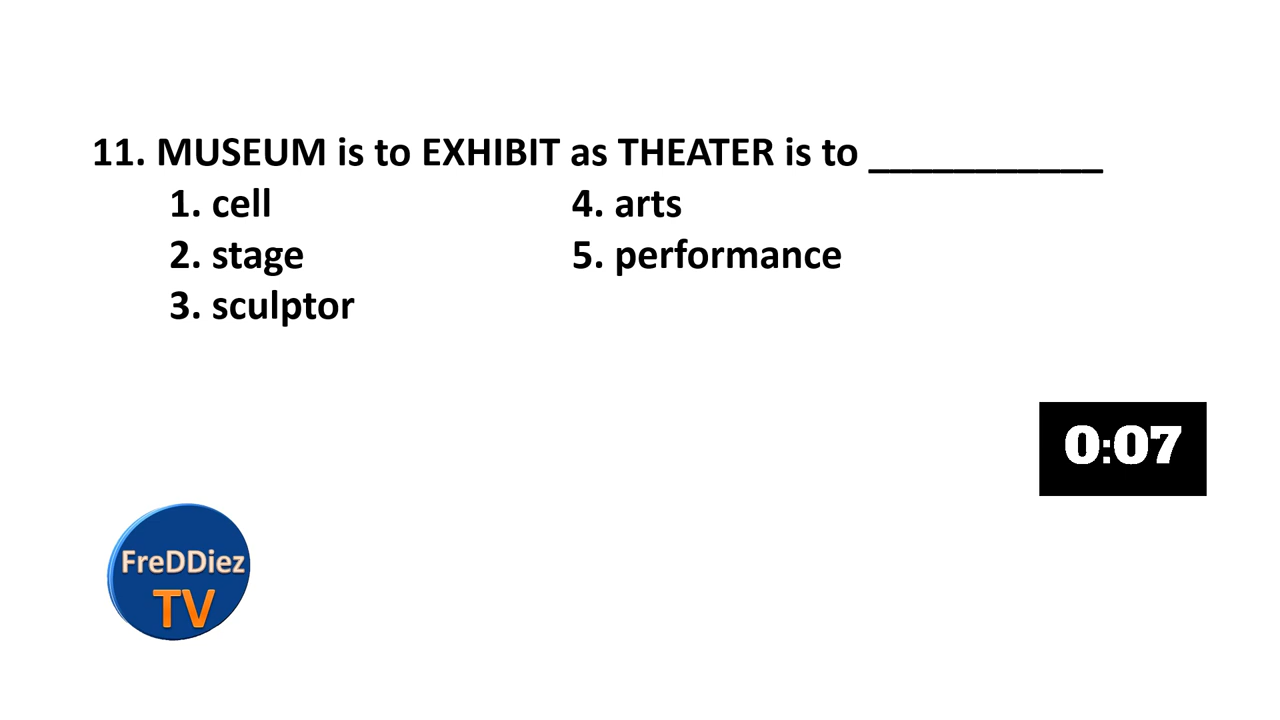 11. MUSEUM is to EXHIBIT as THEATER is to ___________
1. cell 4. arts
2. stage 5. performance
3. sculptor
0:07
FreDDiez
TV